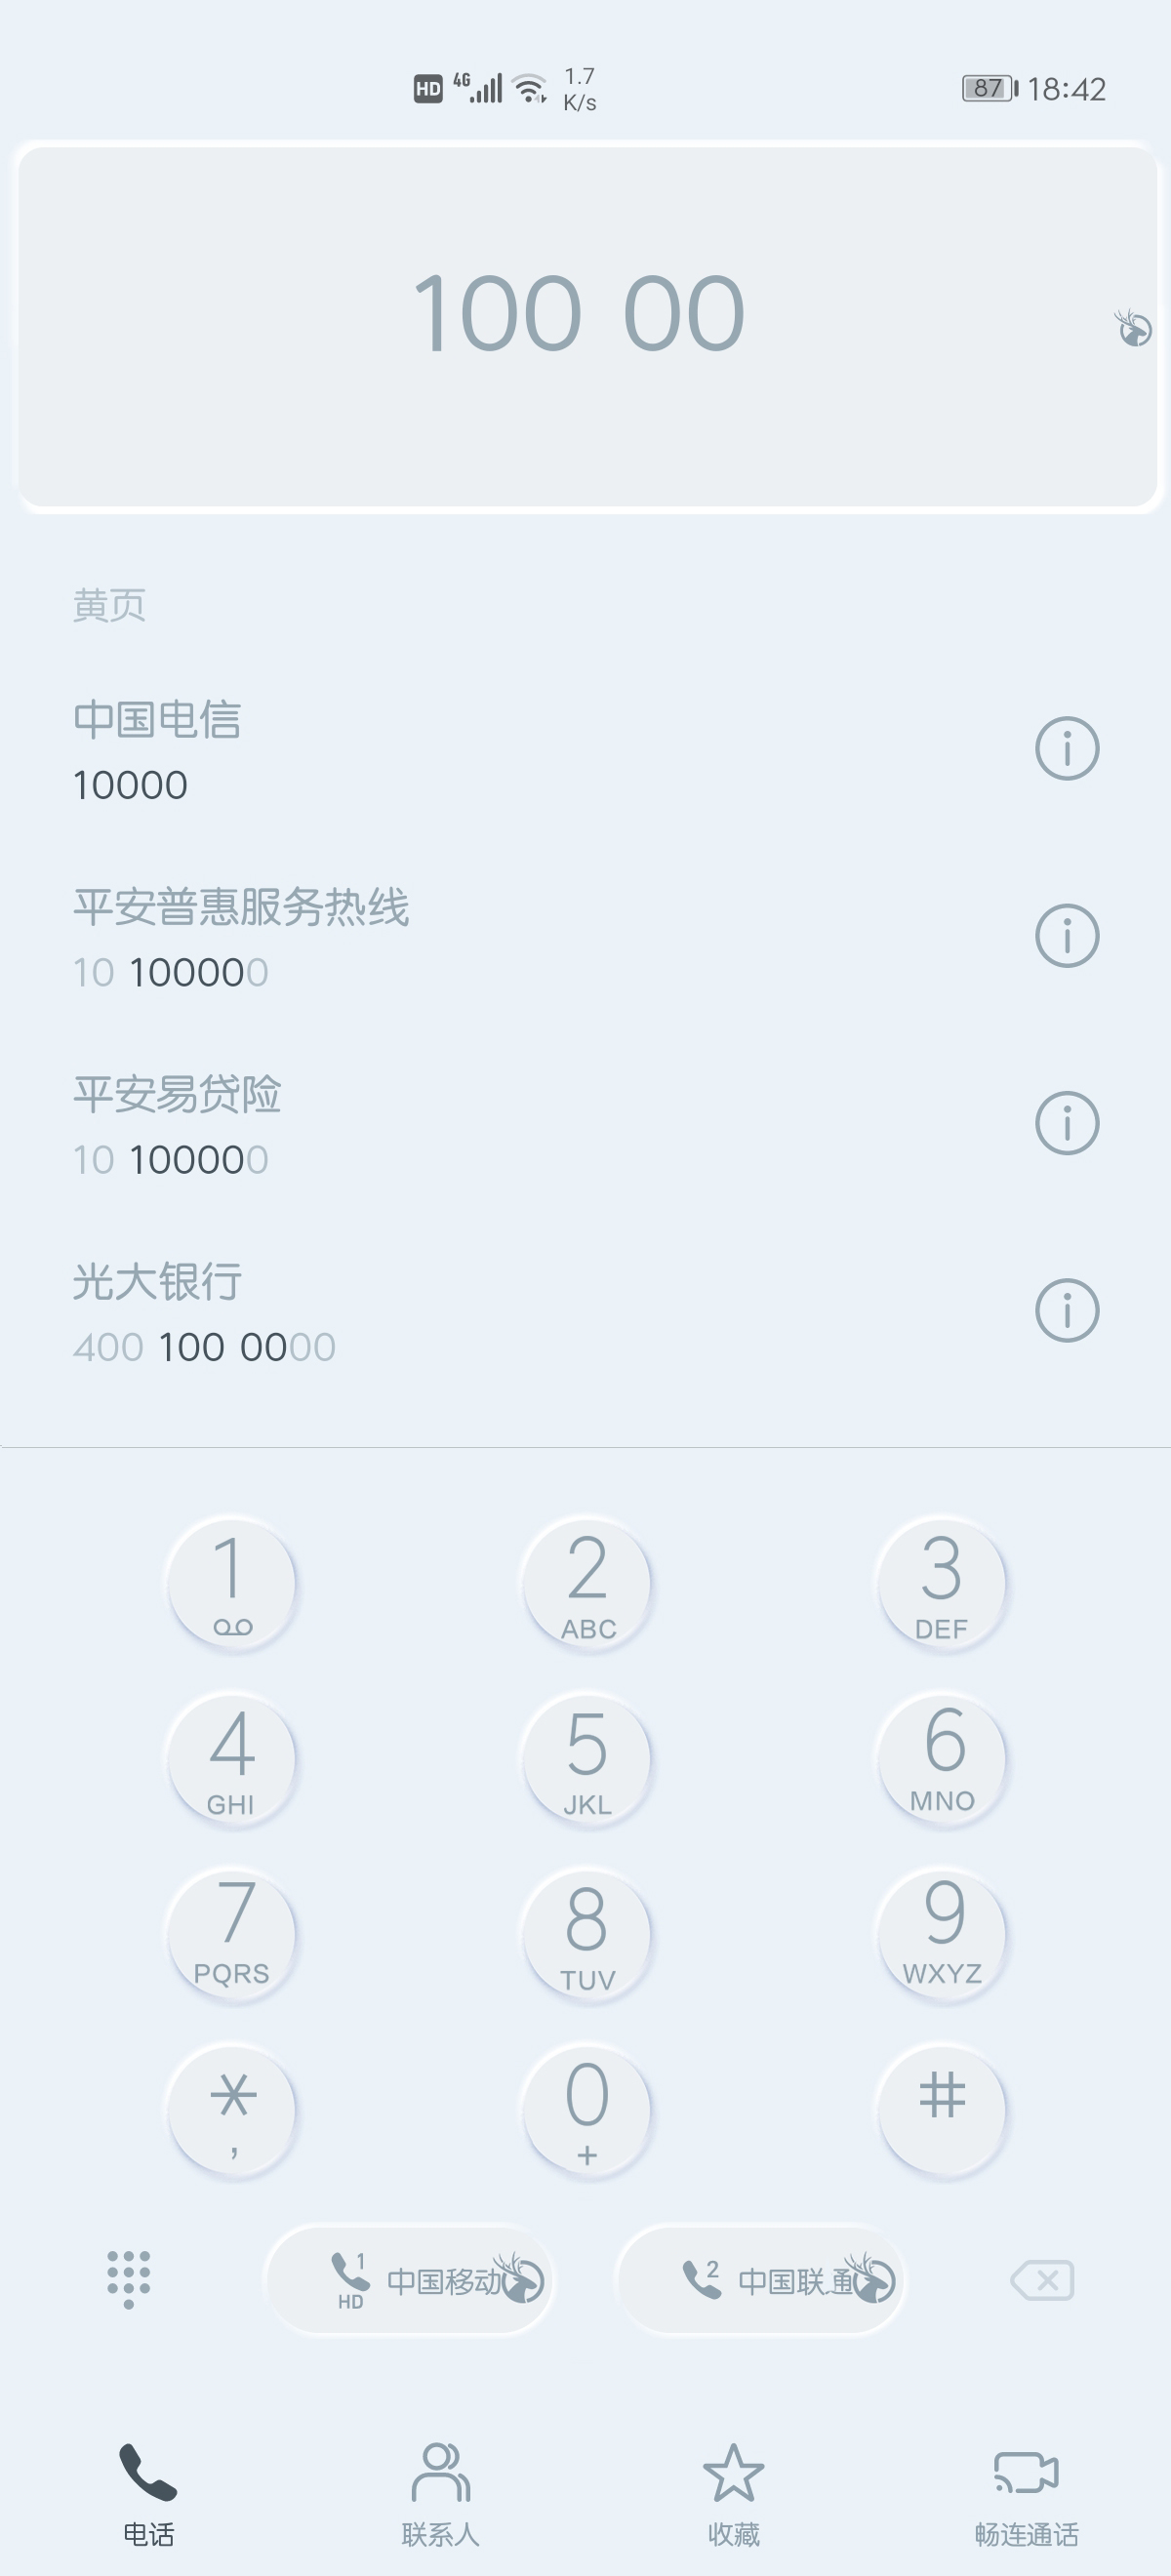 HD 4G 1.7 K/s 87 18:42
100 00
黄页
中国电信
10000
平安普惠服务热线
10 100000
平安易贷险
10 100000
光大银行
400 100 0000
1 2 3
ABC DEF
4 5 6
GHI JKL MNO
7 8 9
PQRS TUV WXYZ
* 0 #
, +
1 HD 中国移动 2 中国联通
电话 联系人 收藏 畅连通话